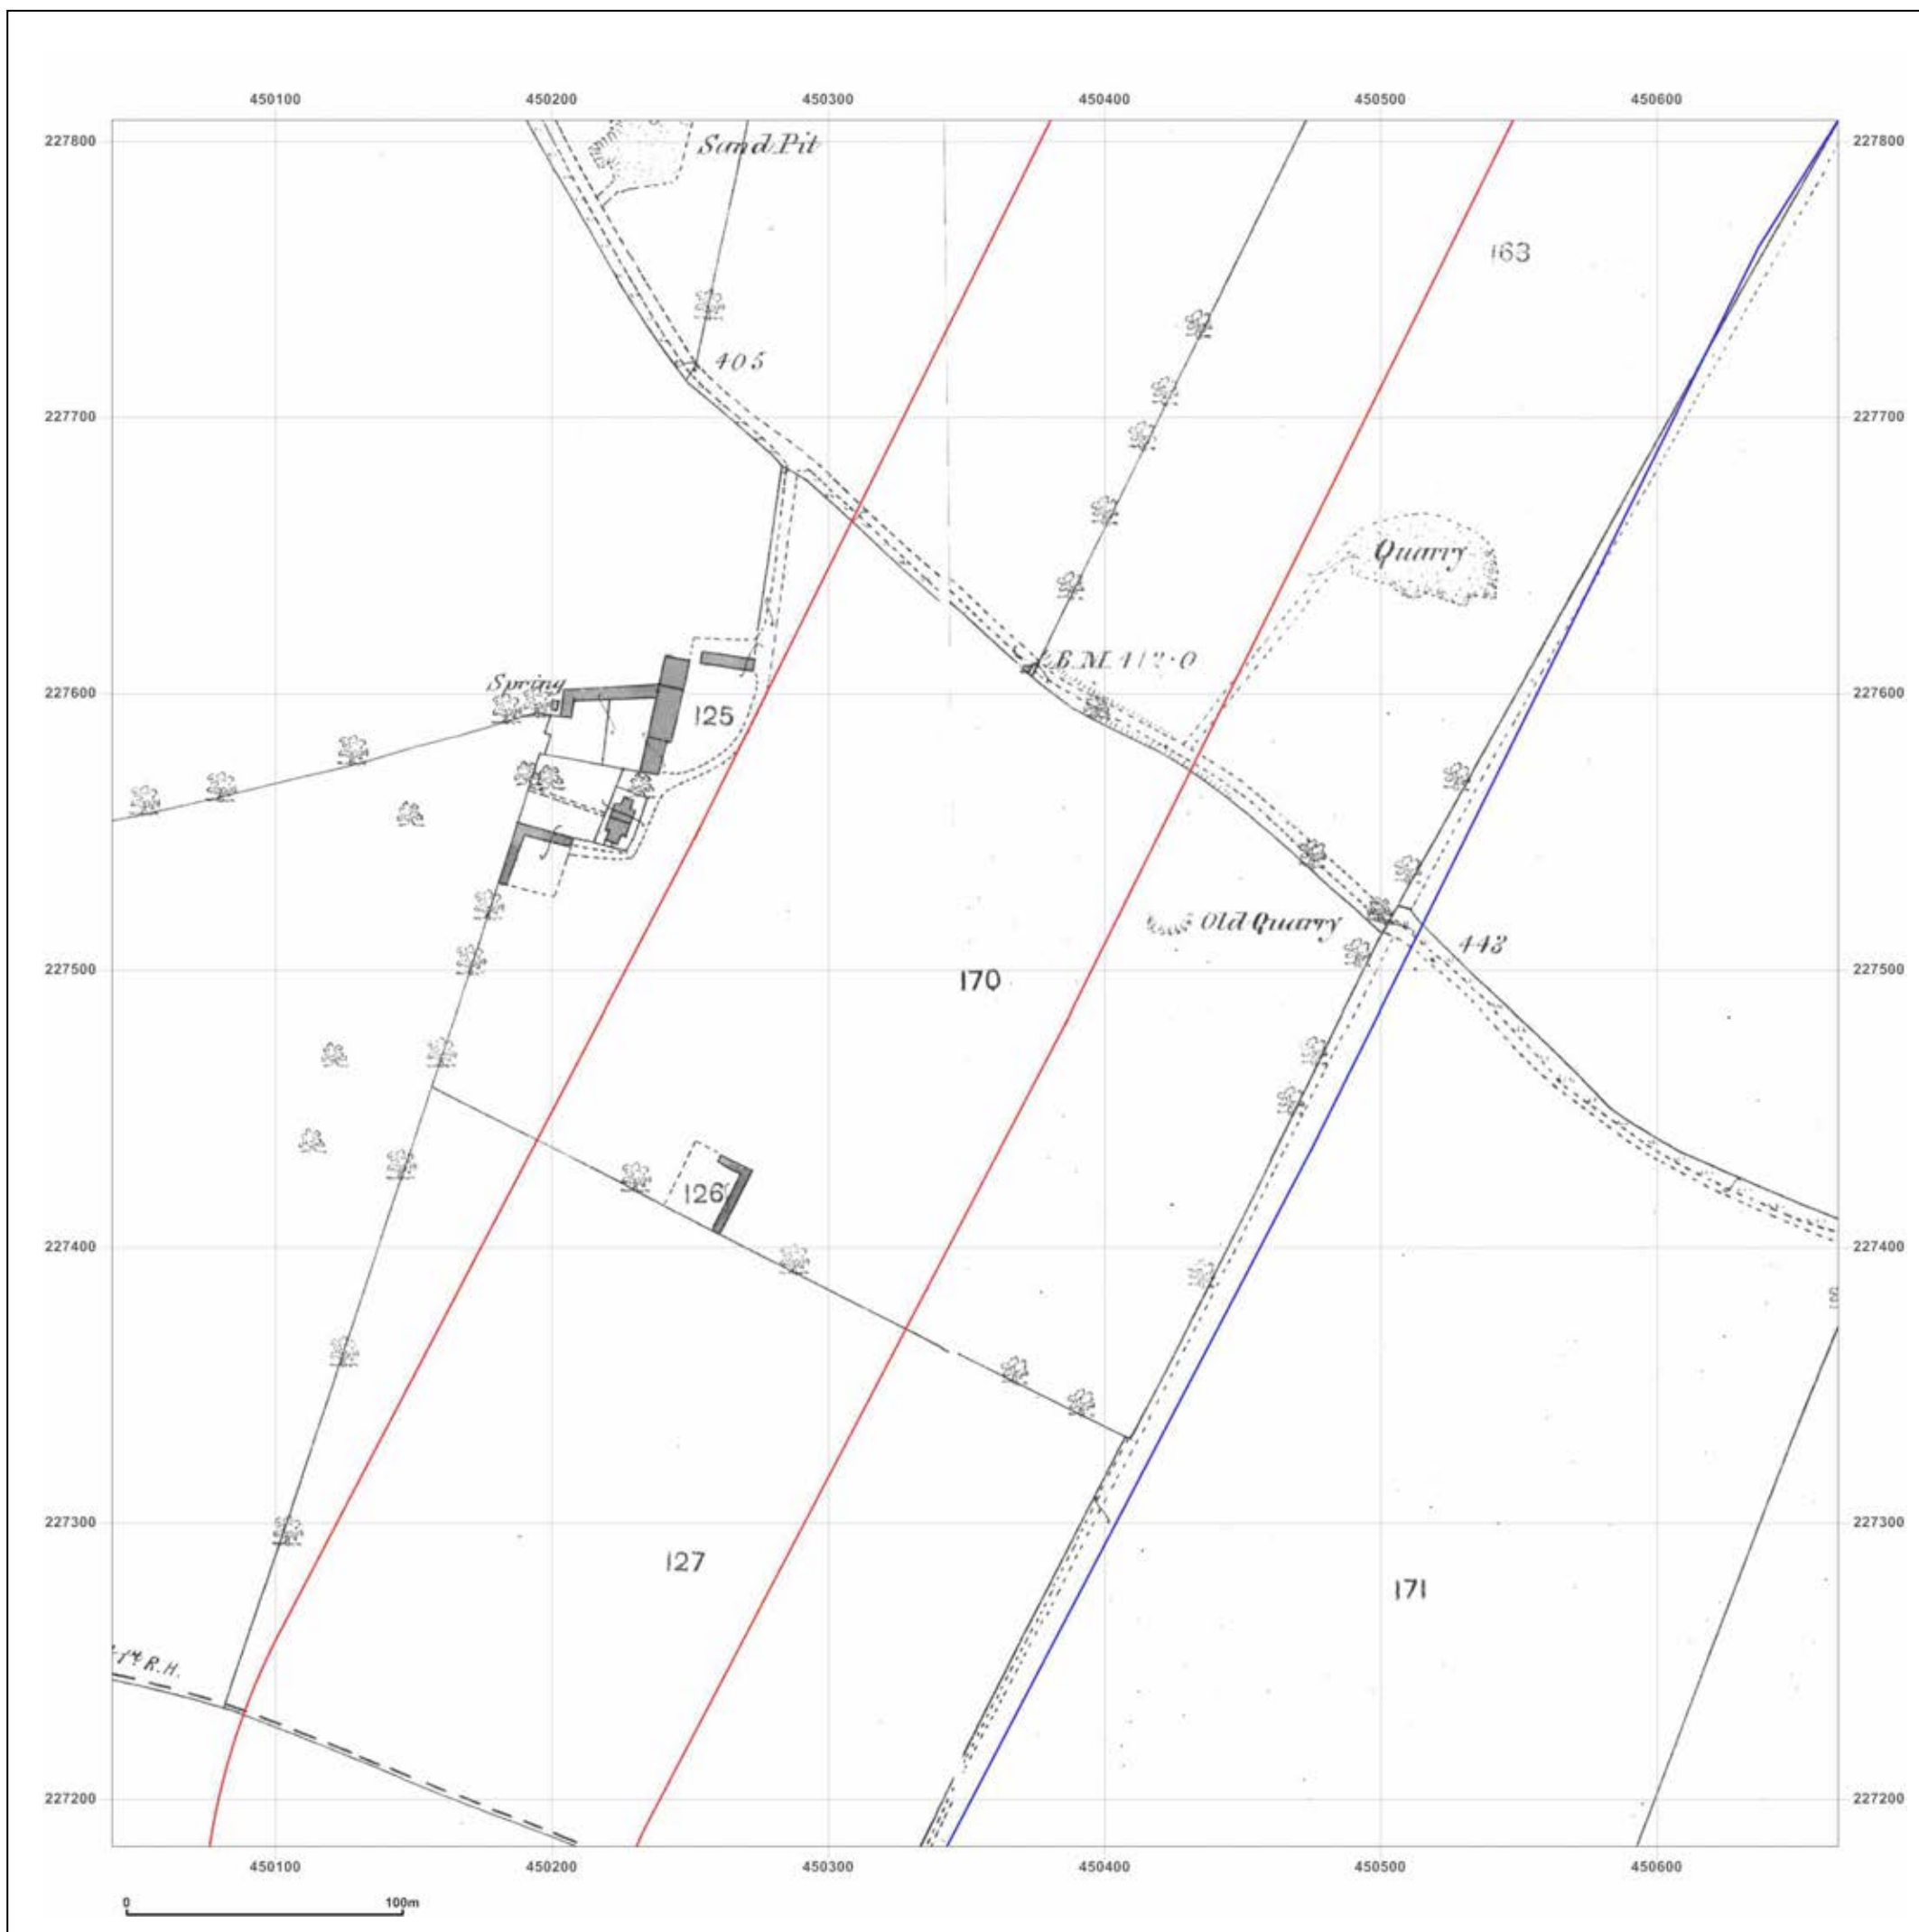 450100 450200 450300 450400 450500 450600
227800 Sand Pit 227800
163
405
227700 227700
Quarry
B.M. 412·0
Spring
227600 227600
125
Old Quarry 443
227500 227500
170
126
227400 227400
227300 227300
127
171
R.H.
227200 227200
450100 450200 450300 450400 450500 450600
0 100m